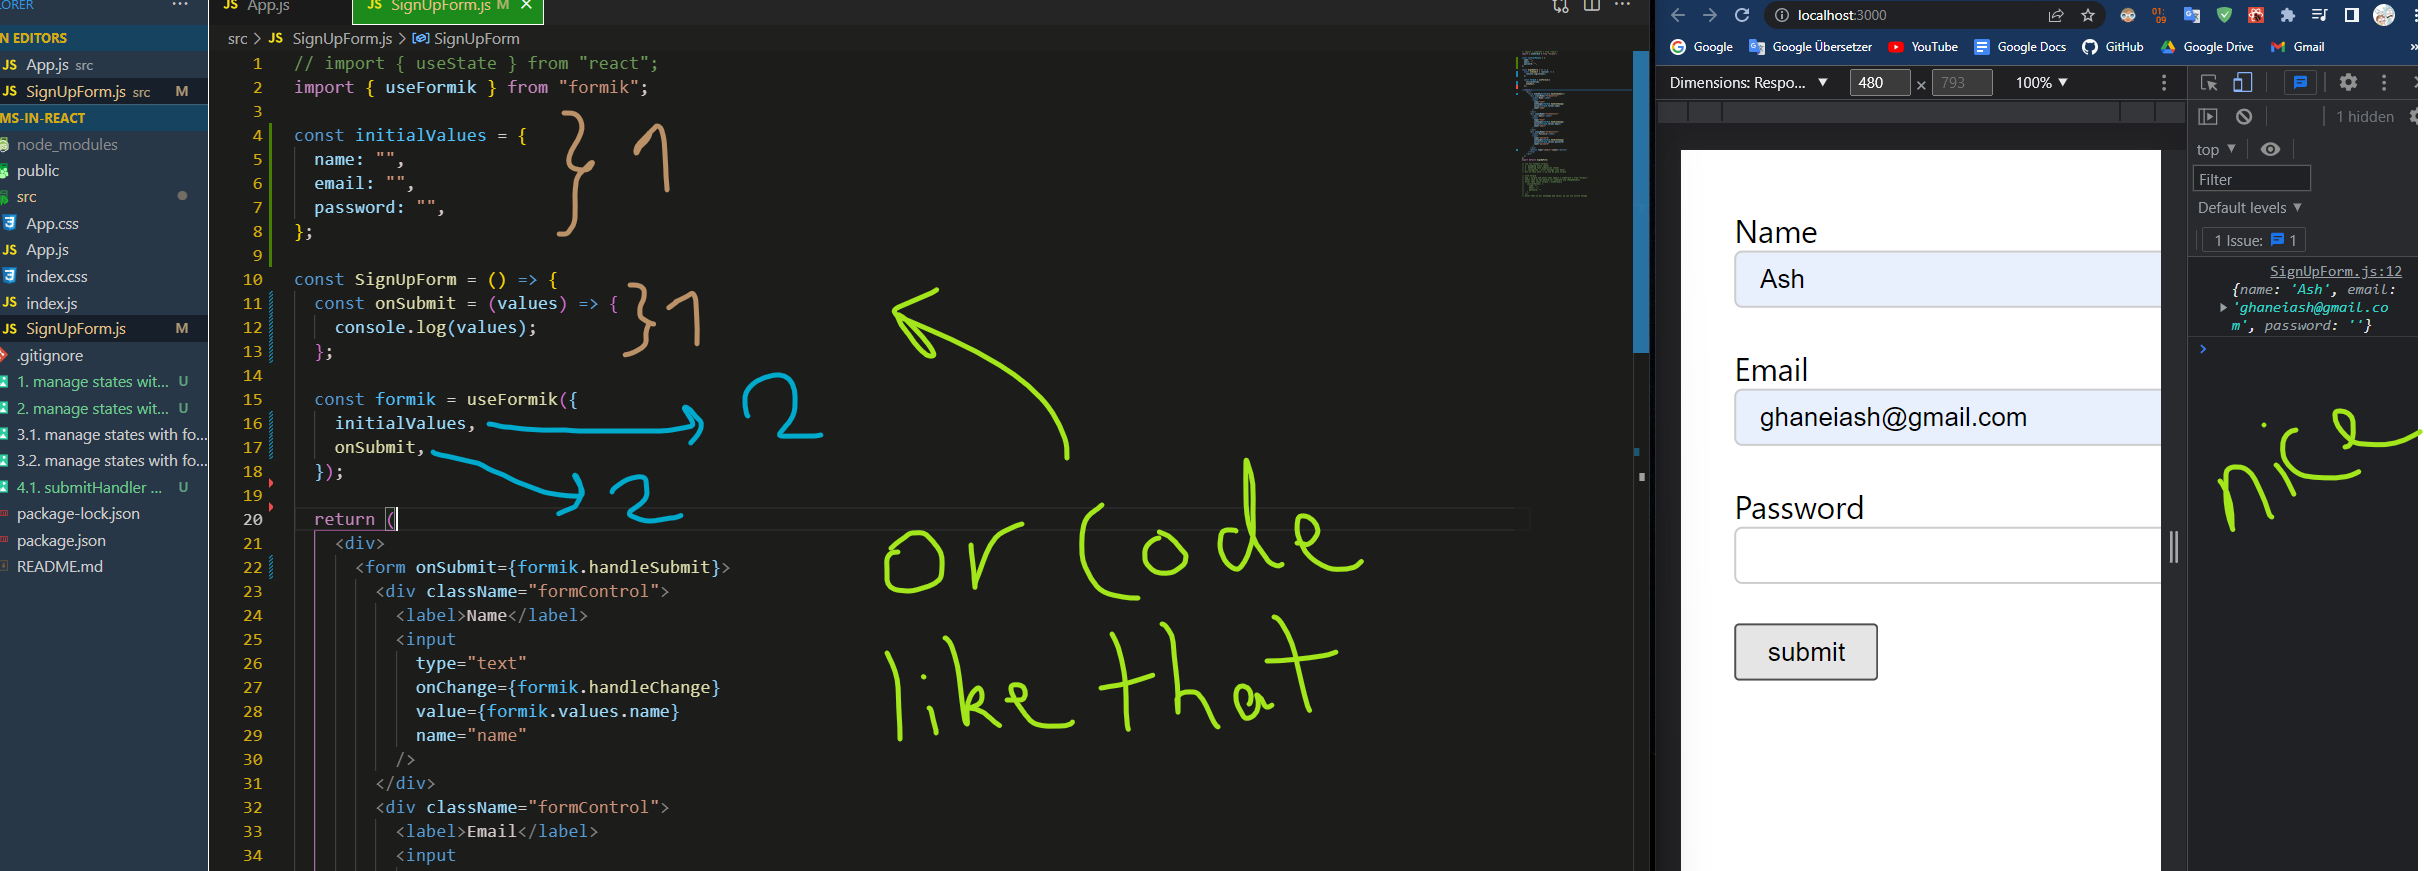 LORER
N EDITORS
JS App.js src
JS SignUpForm.js src M
MS-IN-REACT
node_modules
public
src
App.css
JS App.js
index.css
JS index.js
JS SignUpForm.js M
.gitignore
1. manage states wit... U
2. manage states wit... U
3.1. manage states with fo...
3.2. manage states with fo...
4.1. submitHandler ... U
package-lock.json
package.json
README.md
JS App.js
JS SignUpForm.js M ×
src > JS SignUpForm.js > SignUpForm
1 // import { useState } from "react";
2 import { useFormik } from "formik";
3
4 const initialValues = {
5 name: "",
6 email: "",
7 password: "",
8 };
9
10 const SignUpForm = () => {
11 const onSubmit = (values) => {
12 console.log(values);
13 };
14
15 const formik = useFormik({
16 initialValues,
17 onSubmit,
18 });
19
20 return (
21 <div>
22 <form onSubmit={formik.handleSubmit}>
23 <div className="formControl">
24 <label>Name</label>
25 <input
26 type="text"
27 onChange={formik.handleChange}
28 value={formik.values.name}
29 name="name"
30 />
31 </div>
32 <div className="formControl">
33 <label>Email</label>
34 <input
} 1
} 1
2
2
or code
like that
localhost:3000
01:
09
Google Google Übersetzer YouTube Google Docs GitHub Google Drive Gmail »
Dimensions: Respo... ▼ 480 × 793 100% ▼
Name
Ash
Email
ghaneiash@gmail.com
Password
submit
1 hidden
top ▼
Filter
Default levels ▼
1 Issue: 1
SignUpForm.js:12
{name: 'Ash', email:
'ghaneiash@gmail.co
m', password: ''}
>
nice